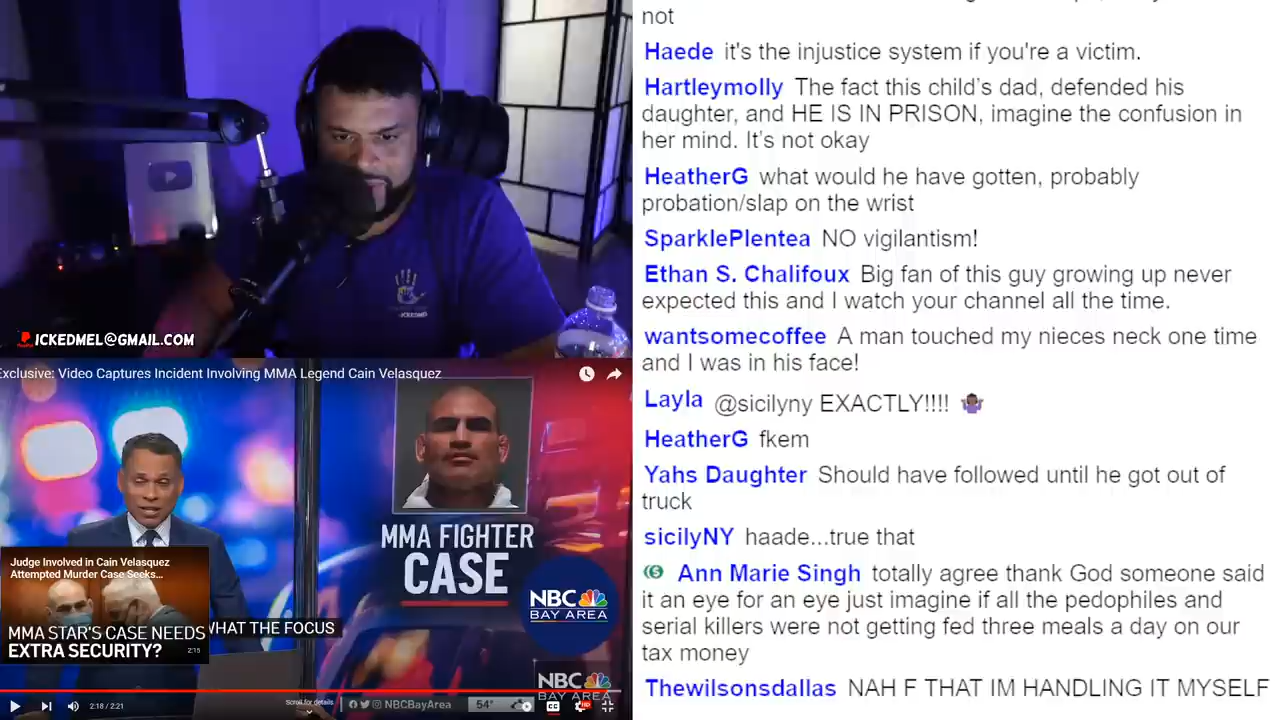 not
Haede it's the injustice system if you're a victim.
Hartleymolly The fact this child's dad, defended his
daughter, and HE IS IN PRISON, imagine the confusion in
her mind. It's not okay
HeatherG what would he have gotten, probably
probation/slap on the wrist
SparklePlentea NO vigilantism!
Ethan S. Chalifoux Big fan of this guy growing up never
expected this and I watch your channel all the time.
wantsomecoffee A man touched my nieces neck one time
and I was in his face!
Layla @sicilyny EXACTLY!!!!
HeatherG fkem
Yahs Daughter Should have followed until he got out of
truck
sicilyNY haade...true that
Ann Marie Singh totally agree thank God someone said
it an eye for an eye just imagine if all the pedophiles and
serial killers were not getting fed three meals a day on our
tax money
Thewilsonsdallas NAH F THAT IM HANDLING IT MYSELF
ICKEDMEL@GMAIL.COM
Exclusive: Video Captures Incident Involving MMA Legend Cain Velasquez
MMA FIGHTER
CASE
NBC
BAY AREA
Judge Involved in Cain Velasquez
Attempted Murder Case Seeks...
MMA STAR'S CASE NEEDS
EXTRA SECURITY?
2:15
WHAT THE FOCUS
NBC
BAY AREA
Scroll for details
2:18 / 2:21
NBCBayArea
54°
CC
HD